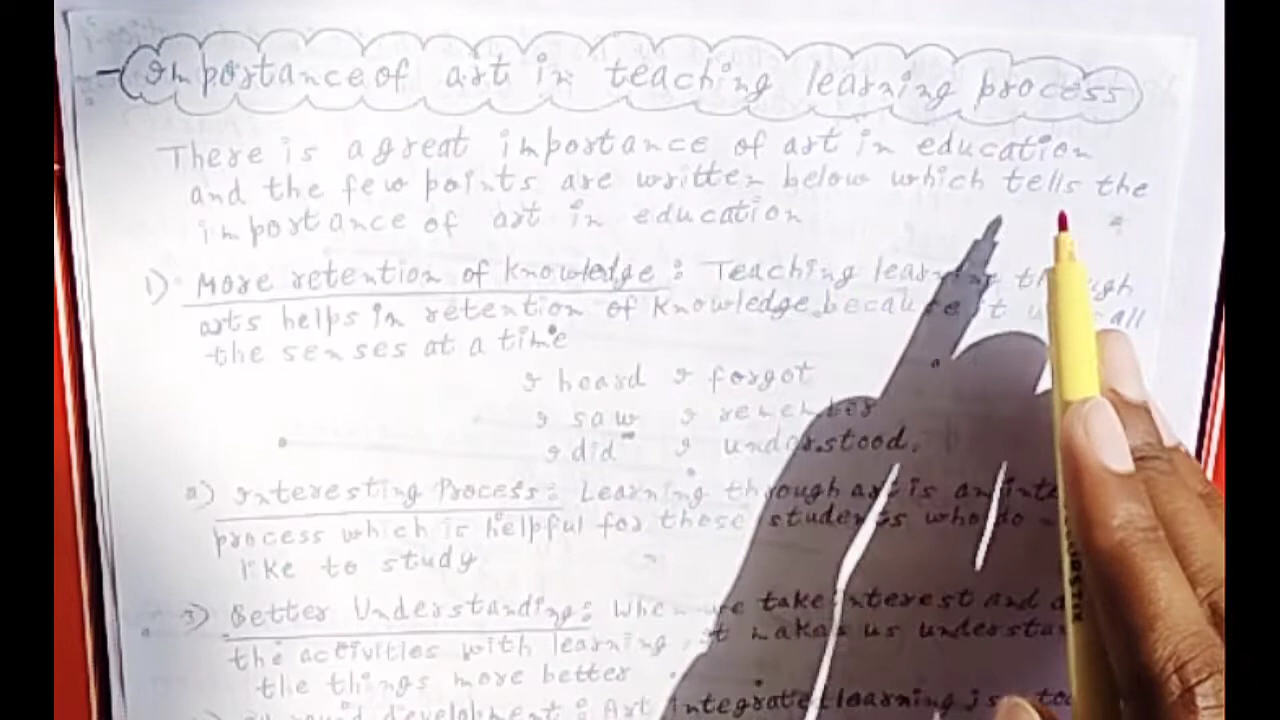 Importance of art in teaching learning process
There is a great importance of art in education
and the few points are written below which tells the
importance of art in education
1) More retention of knowledge : Teaching learning through
arts helps in retention of knowledge because it all
the senses at a time
I heard I forgot
I saw I remember
I did I understood.
2) Interesting Process : Learning through art is an
process which is helpful for those students who do
like to study
3) Better Understanding : When we take interest and
the activities with learning, it makes us
the things more better
development : Art integrated learning is